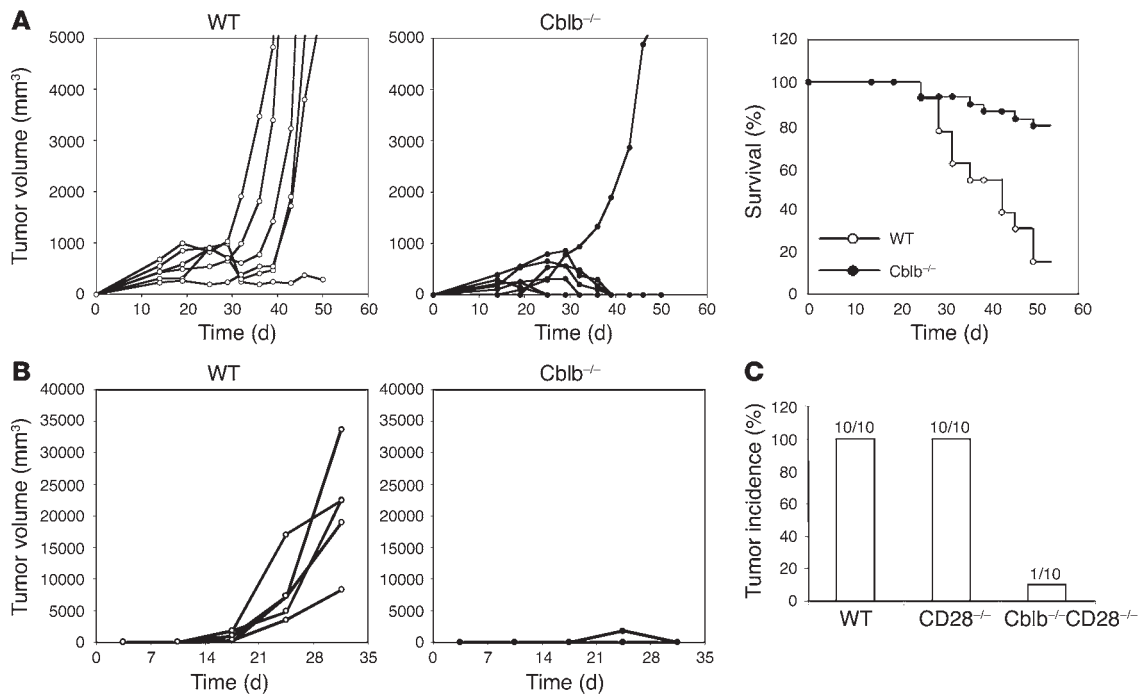 A
WT
Cblb–/–
Tumor volume (mm3)
5000
4000
3000
2000
1000
0
0 10 20 30 40 50 60
Time (d)
5000
4000
3000
2000
1000
0
0 10 20 30 40 50 60
Time (d)
Survival (%)
120
100
80
60
40
20
0
WT
Cblb–/–
0 10 20 30 40 50 60
Time (d)
B
WT
Cblb–/–
Tumor volume (mm3)
40000
35000
30000
25000
20000
15000
10000
5000
0
0 7 14 21 28 35
Time (d)
40000
35000
30000
25000
20000
15000
10000
5000
0
0 7 14 21 28 35
Time (d)
C
Tumor incidence (%)
120
100
80
60
40
20
0
10/10 10/10
1/10
WT CD28–/– Cblb–/–CD28–/–